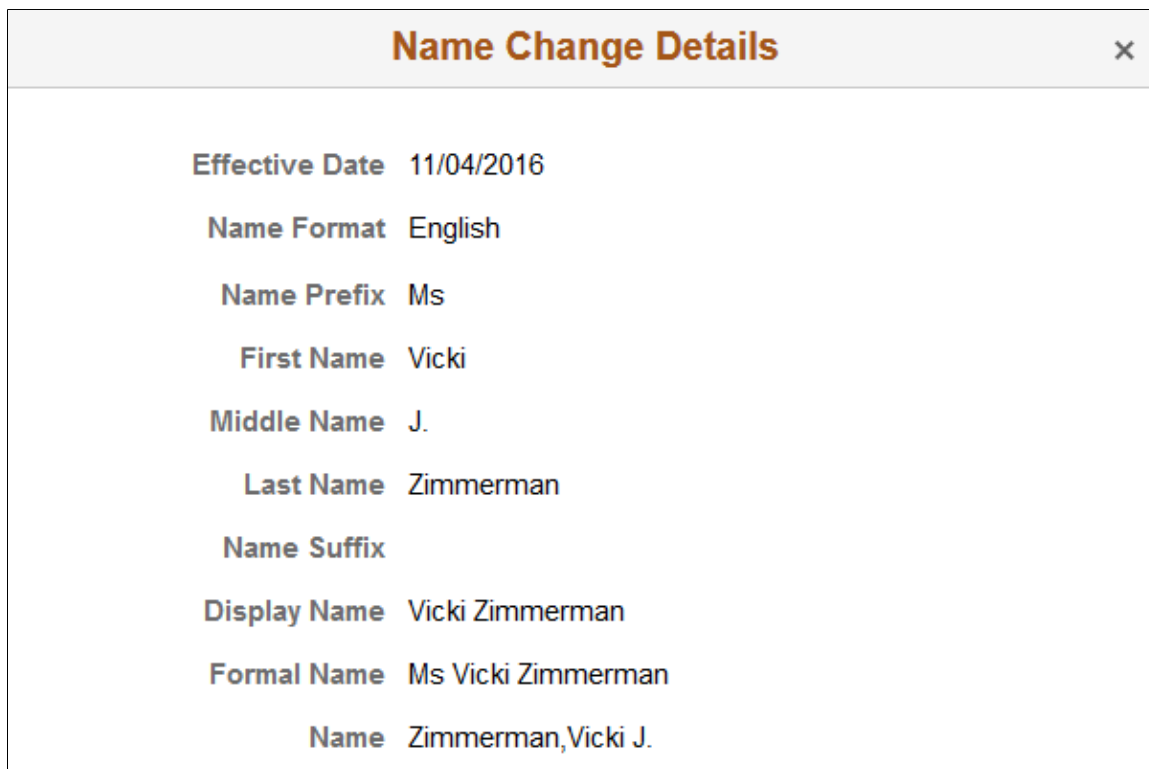 Name Change Details ×
Effective Date 11/04/2016
Name Format English
Name Prefix Ms
First Name Vicki
Middle Name J.
Last Name Zimmerman
Name Suffix
Display Name Vicki Zimmerman
Formal Name Ms Vicki Zimmerman
Name Zimmerman,Vicki J.